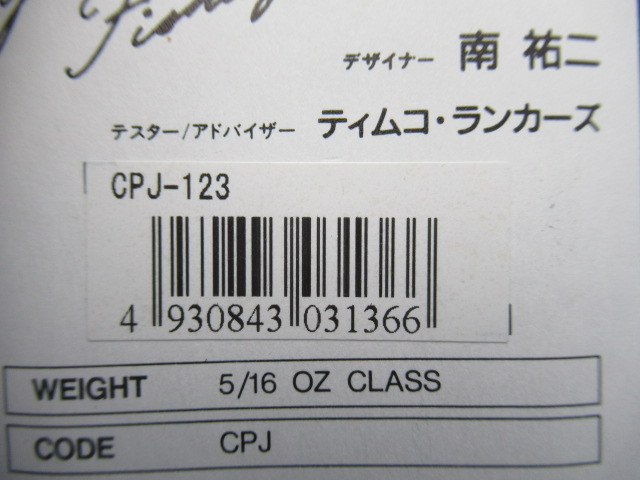 デザイナー 南 祐二
テスター/アドバイザー ティムコ・ランカーズ
CPJ-123
4 930843 031366
WEIGHT 5/16 OZ CLASS
CODE CPJ